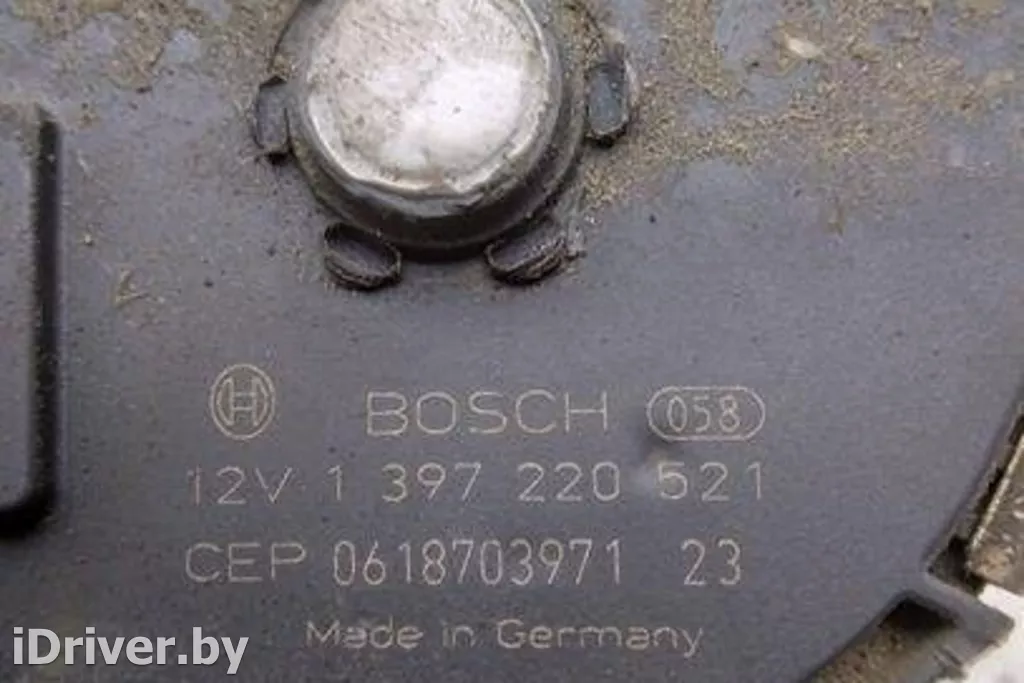 BOSCH 058
12V 1 397 220 521
CEP 0618703971 23
Made in Germany
iDriver.by